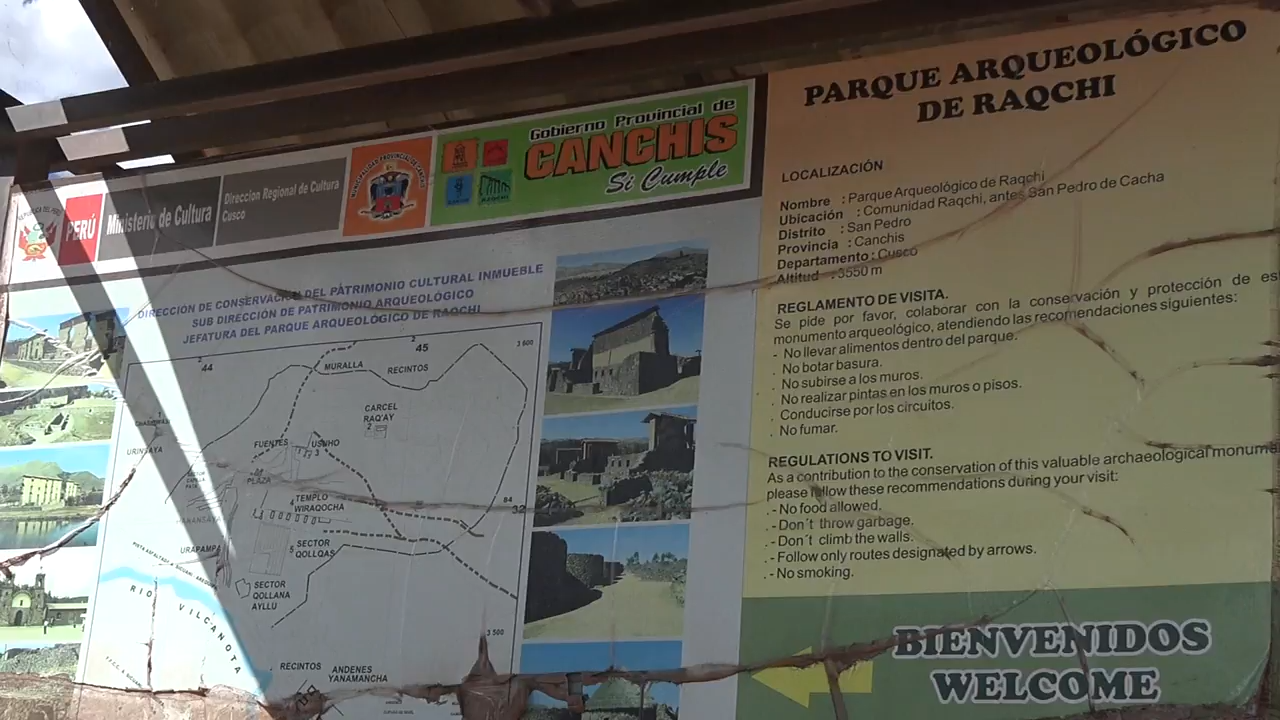 PERÚ
Ministerio de Cultura
Direccion Regional de Cultura
Cusco
Gobierno Provincial de
CANCHIS
Si Cumple
DIRECCIÓN DE CONSERVACIÓN DEL PATRIMONIO CULTURAL INMUEBLE
SUB DIRECCIÓN DE PATRIMONIO ARQUEOLÓGICO
JEFATURA DEL PARQUE ARQUEOLÓGICO DE RAQCHI
44
45
3 600
MURALLA
RECINTOS
CARCEL
RAQ'AY
2
FUENTES
USHNO
3
URINSAYA
PLAZA
4
TEMPLO
WIRAQOCHA
84
32
5
SECTOR
QOLLQAS
URAPAMPA
SECTOR
QOLLANA
AYLLU
RIO VILCANOTA
3 500
RECINTOS
ANDENES
YANAMANCHA
PARQUE ARQUEOLÓGICO
DE RAQCHI
LOCALIZACIÓN
Nombre : Parque Arqueológico de Raqchi
Ubicación : Comunidad Raqchi, antes San Pedro de Cacha
Distrito : San Pedro
Provincia : Canchis
Departamento : Cusco
Altitud : 3550 m
REGLAMENTO DE VISITA.
Se pide por favor, colaborar con la conservación y protección de es
monumento arqueológico, atendiendo las recomendaciones siguientes:
- No llevar alimentos dentro del parque.
- No botar basura.
- No subirse a los muros.
- No realizar pintas en los muros o pisos.
. Conducirse por los circuitos.
. No fumar.
REGULATIONS TO VISIT.
As a contribution to the conservation of this valuable archaeological monume
please follow these recommendations during your visit:
- No food allowed.
- Don´t throw garbage.
- Don´t climb the walls.
- Follow only routes designated by arrows.
- No smoking.
BIENVENIDOS
WELCOME